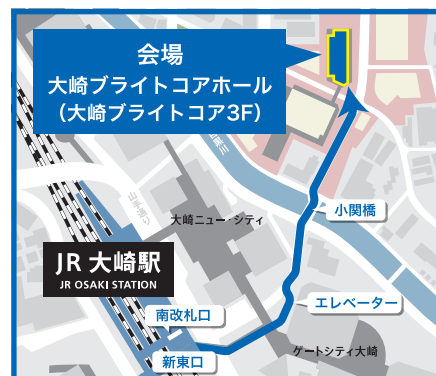 会場
大崎ブライトコアホール
（大崎ブライトコア3F）
目黒川
山手通り
大崎ニュー・シティ
小関橋
JR 大崎駅
JR OSAKI STATION
エレベーター
南改札口
新東口
ゲートシティ大崎